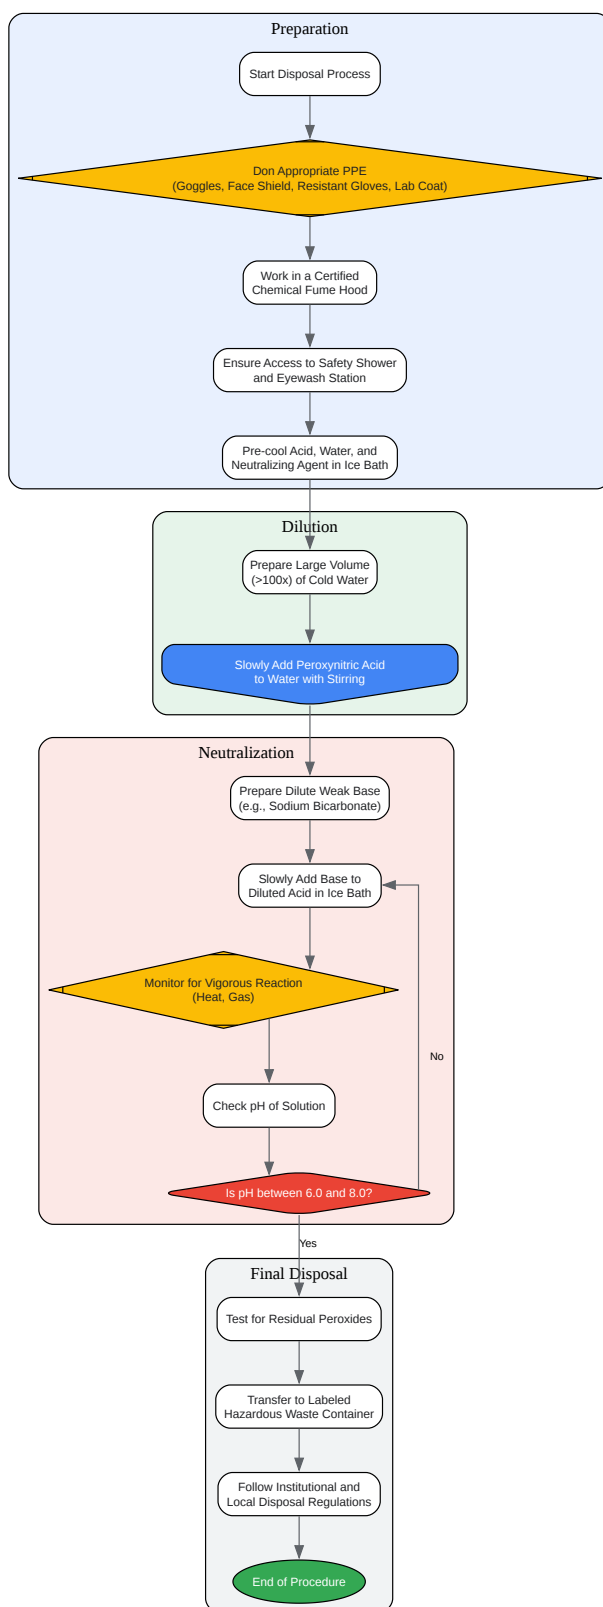 Preparation
Start Disposal Process
Don Appropriate PPE
(Goggles, Face Shield, Resistant Gloves, Lab Coat)
Work in a Certified
Chemical Fume Hood
Ensure Access to Safety Shower
and Eyewash Station
Pre-cool Acid, Water, and
Neutralizing Agent in Ice Bath
Dilution
Prepare Large Volume
(>100x) of Cold Water
Slowly Add Peroxynitric Acid
to Water with Stirring
Neutralization
Prepare Dilute Weak Base
(e.g., Sodium Bicarbonate)
Slowly Add Base to
Diluted Acid in Ice Bath
Monitor for Vigorous Reaction
(Heat, Gas)
No
Check pH of Solution
Is pH between 6.0 and 8.0?
Yes
Final Disposal
Test for Residual Peroxides
Transfer to Labeled
Hazardous Waste Container
Follow Institutional and
Local Disposal Regulations
End of Procedure